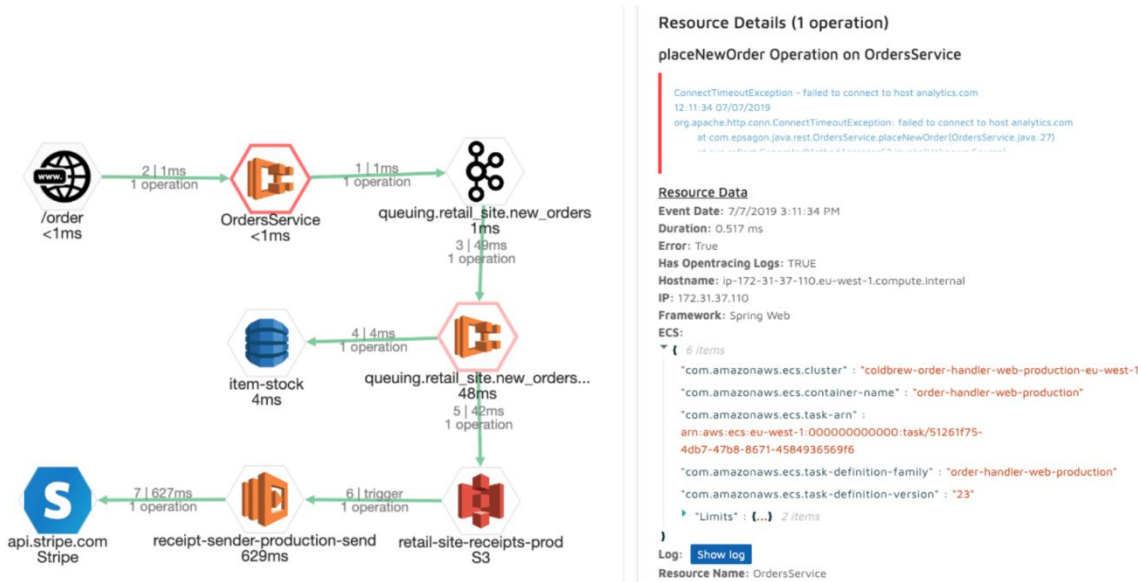 2 | 1ms
1 operation
/order
<1ms
OrdersService
<1ms
1 | 1ms
1 operation
queuing.retail_site.new_orders
1ms
3 | 49ms
1 operation
4 | 4ms
1 operation
item-stock
4ms
queuing.retail_site.new_orders...
48ms
5 | 42ms
1 operation
7 | 627ms
1 operation
6 | trigger
1 operation
S
api.stripe.com
Stripe
receipt-sender-production-send
629ms
retail-site-receipts-prod
S3
www.
Resource Details (1 operation)
placeNewOrder Operation on OrdersService
ConnectTimeoutException - failed to connect to host analytics.com
12:11:34 07/07/2019
org.apache.http.conn.ConnectTimeoutException: failed to connect to host analytics.com
at com.epsagon.java.rest.OrdersService.placeNewOrder(OrdersService.java:27)
Resource Data
Event Date: 7/7/2019 3:11:34 PM
Duration: 0.517 ms
Error: True
Has Opentracing Logs: TRUE
Hostname: ip-172-31-37-110.eu-west-1.compute.internal
IP: 172.31.37.110
Framework: Spring Web
ECS:
{ 6 items
"com.amazonaws.ecs.cluster" : "coldbrew-order-handler-web-production-eu-west-1
"com.amazonaws.ecs.container-name" : "order-handler-web-production"
"com.amazonaws.ecs.task-arn" :
arn:aws:ecs:eu-west-1:000000000000:task/51261f75-
4db7-47b8-8671-4584936569f6
"com.amazonaws.ecs.task-definition-family" : "order-handler-web-production"
"com.amazonaws.ecs.task-definition-version" : "23"
"Limits" : {...} 2 items
}
Log: Show log
Resource Name: OrdersService